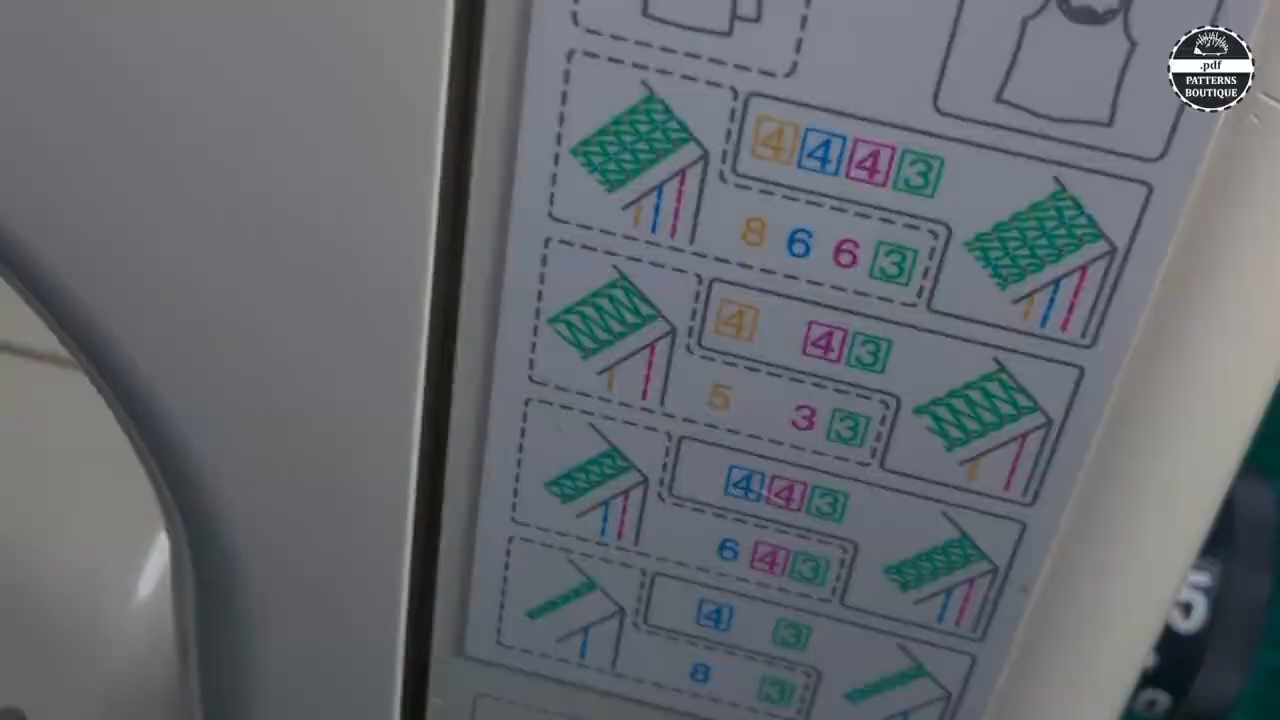 .pdf
PATTERNS
BOUTIQUE
4 4 4 3
8 6 6 3
4 4 3
5 3 3
4 4 3
6 4 3
4 3
8 3
5